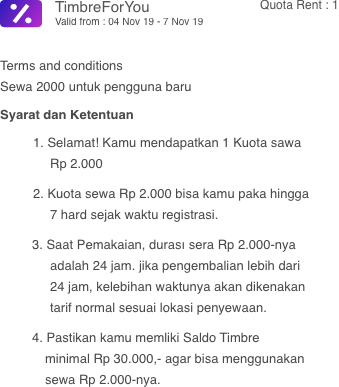 TimbreForYou
Quota Rent : 1
Valid from : 04 Nov 19 - 7 Nov 19
Terms and conditions
Sewa 2000 untuk pengguna baru
Syarat dan Ketentuan
1. Selamat! Kamu mendapatkan 1 Kuota sawa
Rp 2.000
2. Kuota sewa Rp 2.000 bisa kamu paka hingga
7 hard sejak waktu registrasi.
3. Saat Pemakaian, durası sera Rp 2.000-nya
adalah 24 jam. jika pengembalian lebih dari
24 jam, kelebihan waktunya akan dikenakan
tarif normal sesuai lokasi penyewaan.
4. Pastikan kamu memliki Saldo Timbre
minimal Rp 30.000,- agar bisa menggunakan
sewa Rp 2.000-nya.